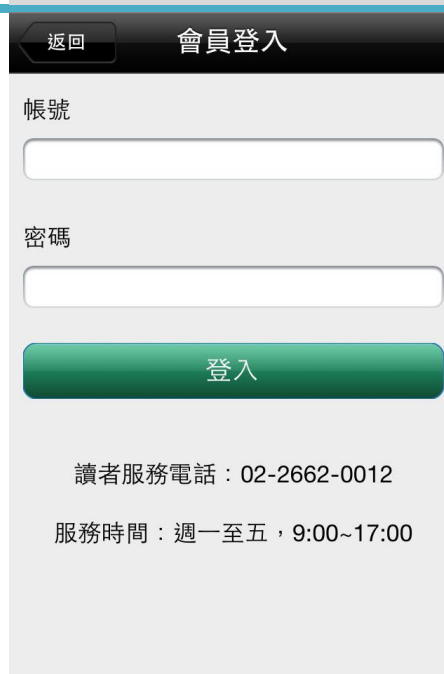 返回
會員登入
帳號
密碼
登入
讀者服務電話：02-2662-0012
服務時間：週一至五，9:00~17:00